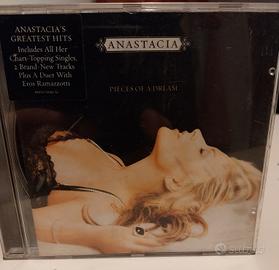 ANASTACIA'S
GREATEST HITS
Includes All Her
Chart-Topping Singles,
2 Brand-New Tracks
Plus A Duet With
Eros Ramazzotti
ANASTACIA
PIECES OF A DREAM
subito